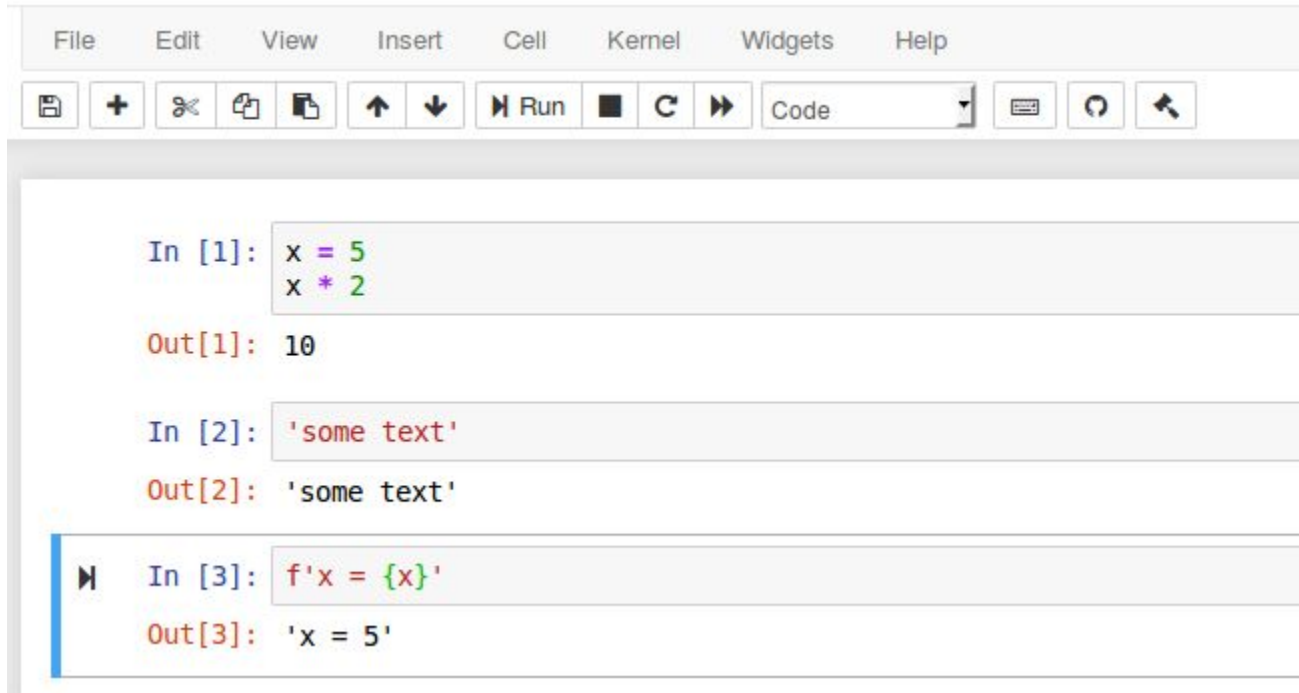 File Edit View Insert Cell Kernel Widgets Help
Run Code
In [1]: x = 5
x * 2
Out[1]: 10
In [2]: 'some text'
Out[2]: 'some text'
In [3]: f'x = {x}'
Out[3]: 'x = 5'